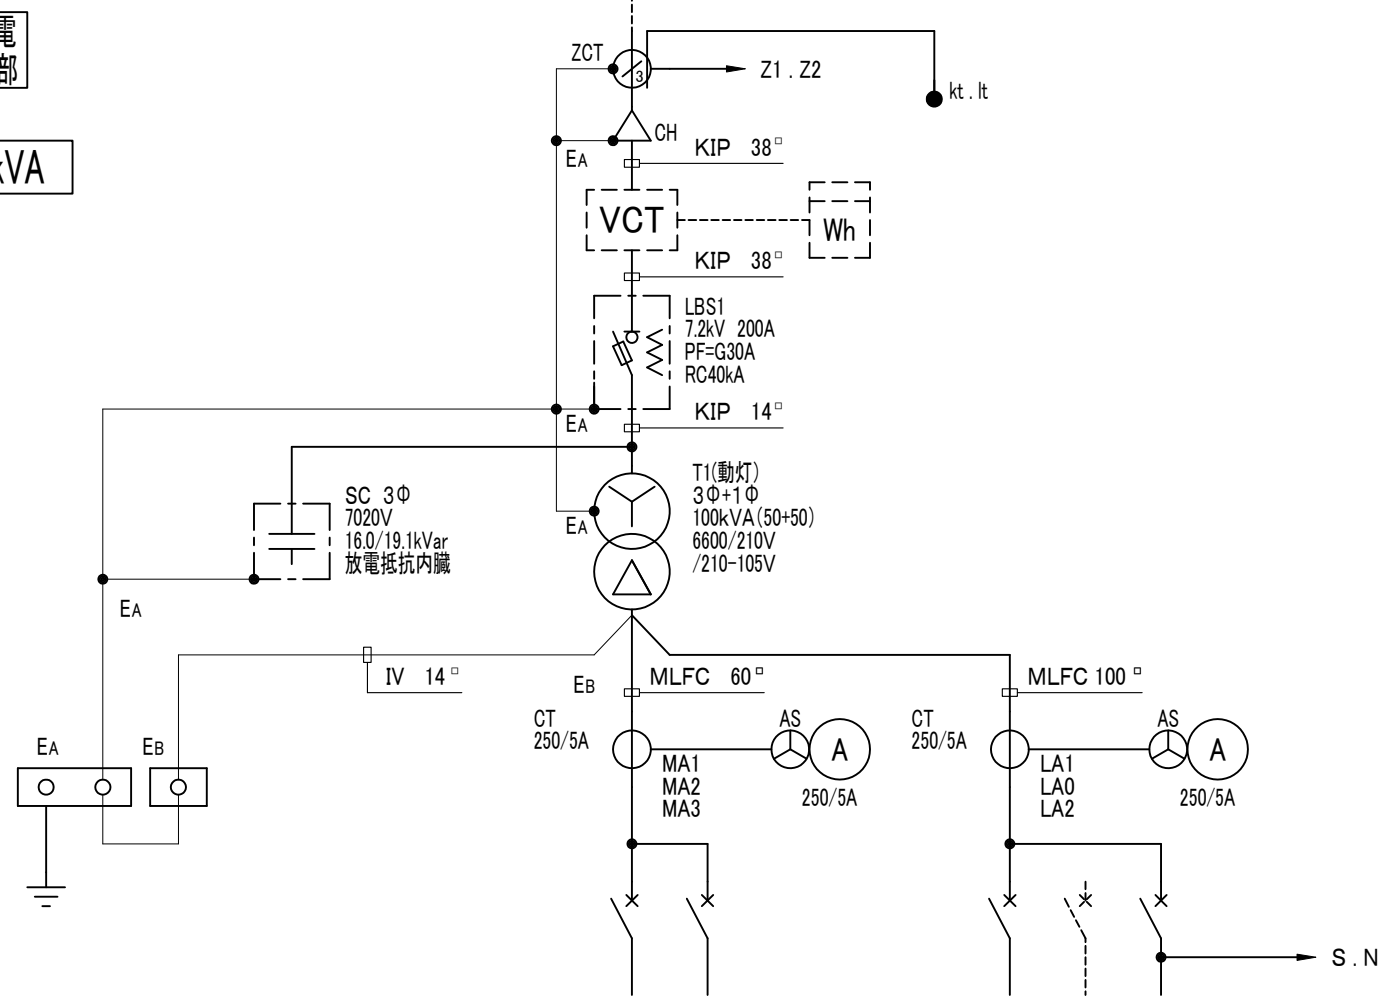 電
部
kVA
ZCT
3
Z1 . Z2
kt . lt
CH
EA
KIP 38□
VCT
Wh
KIP 38□
LBS1
7.2kV 200A
PF=G30A
RC40kA
KIP 14□
EA
T1(動灯)
3Φ+1Φ
100kVA(50+50)
6600/210V
/210-105V
SC 3Φ
7020V
16.0/19.1kVar
放電抵抗内臓
EA
EA
IV 14□
EB
MLFC 60□
MLFC 100□
CT
250/5A
AS
A
CT
250/5A
AS
A
EA
EB
MA1
MA2
MA3
250/5A
LA1
LA0
LA2
250/5A
S . N